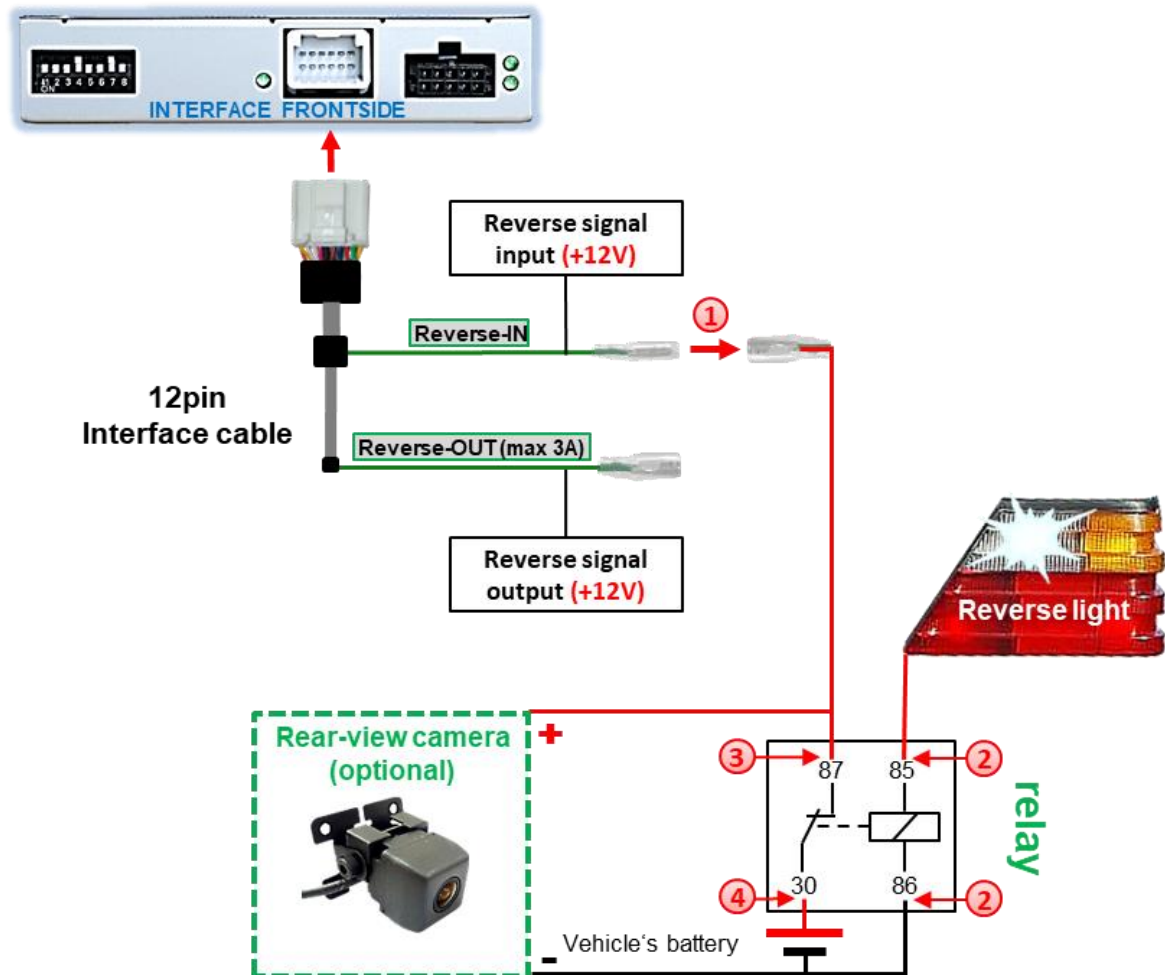 1 2 3 4 5 6 7 8
ON
INTERFACE FRONTSIDE
Reverse signal
input (+12V)
Reverse-IN
1
12pin
Interface cable
Reverse-OUT (max 3A)
Reverse signal
output (+12V)
Reverse light
Rear-view camera
(optional)
+
3
87
85
2
relay
30
86
4
2
Vehicle‘s battery
-